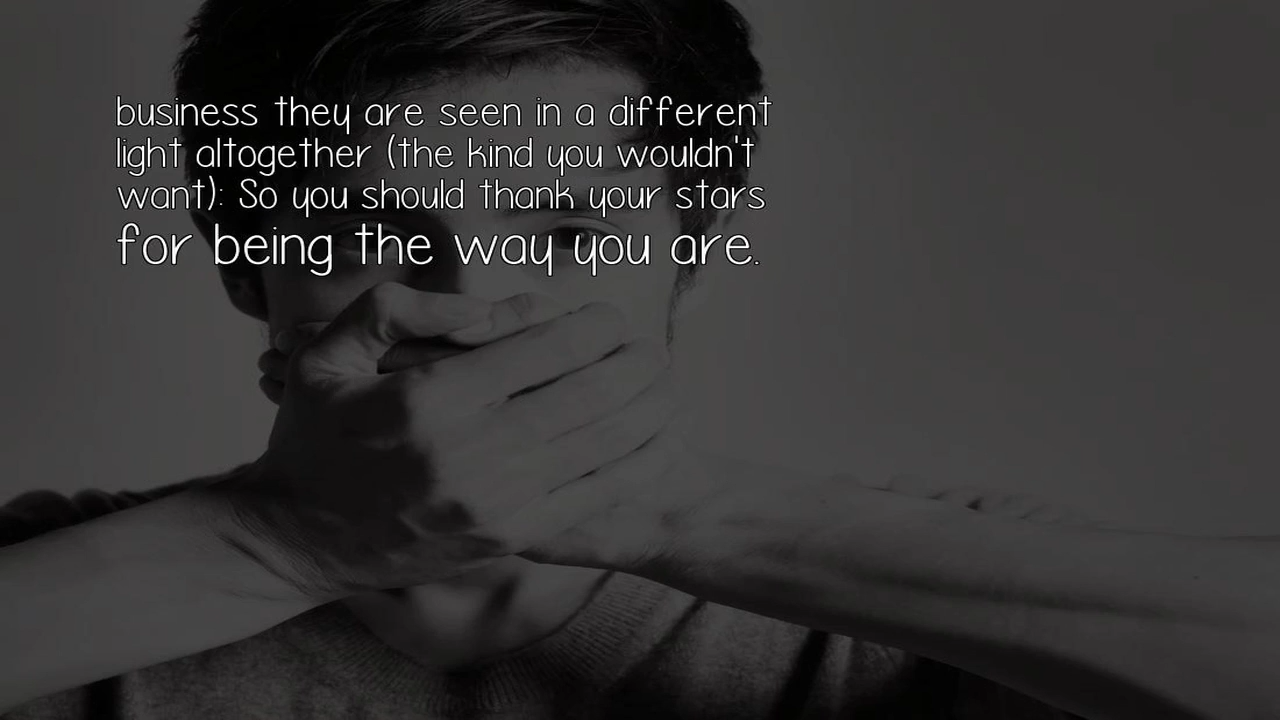 business they are seen in a different
light altogether (the kind you wouldn't
want): So you should thank your stars
for being the way you are.